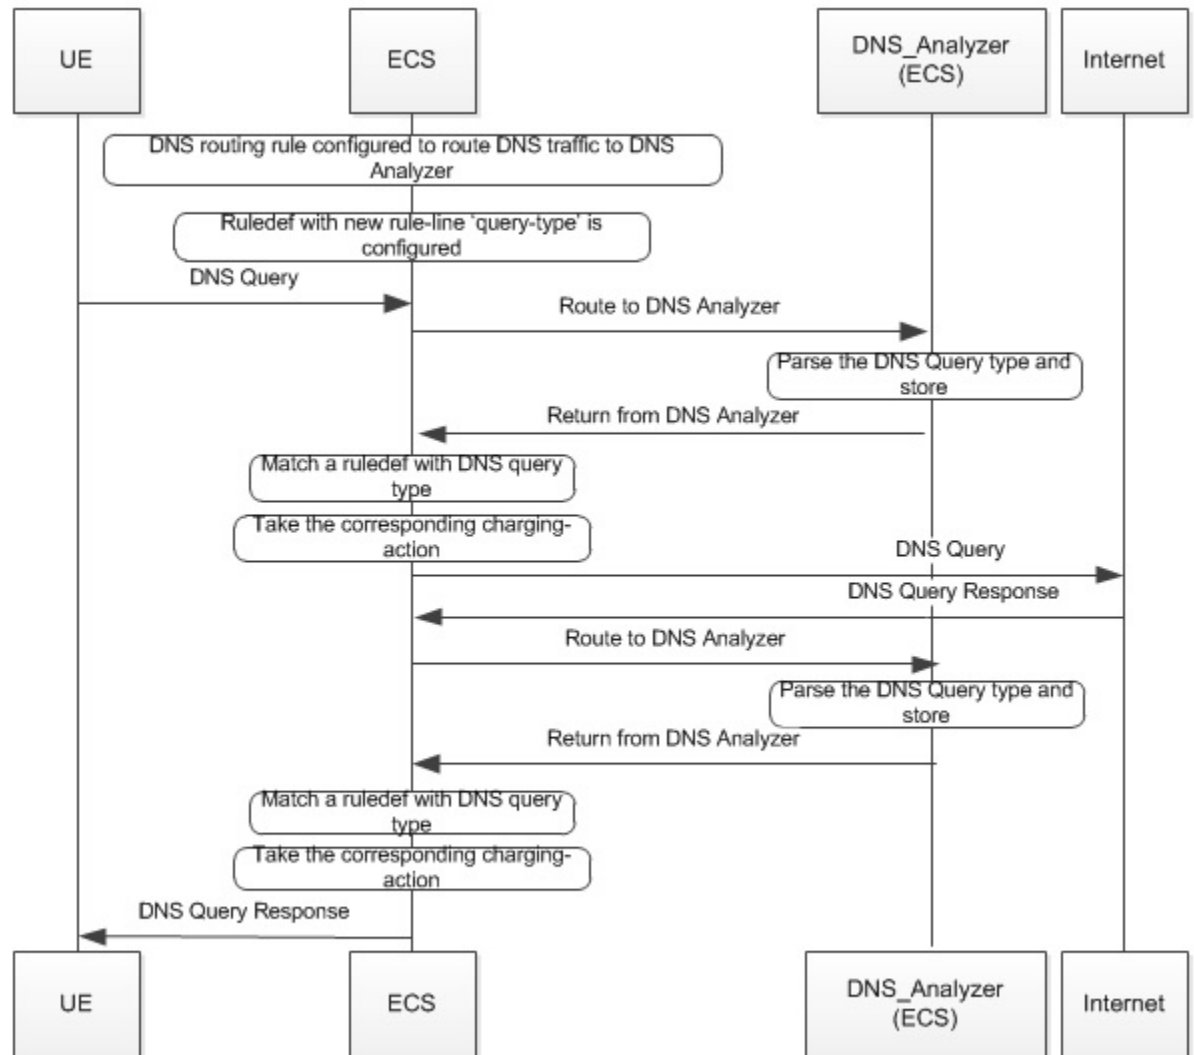 UE
ECS
DNS_Analyzer
(ECS)
Internet
DNS routing rule configured to route DNS traffic to DNS
Analyzer
Ruledef with new rule-line 'query-type' is
configured
DNS Query
Route to DNS Analyzer
Parse the DNS Query type and
store
Return from DNS Analyzer
Match a ruledef with DNS query
type
Take the corresponding charging-
action
DNS Query
DNS Query Response
Route to DNS Analyzer
Parse the DNS Query type and
store
Return from DNS Analyzer
Match a ruledef with DNS query
type
Take the corresponding charging-
action
DNS Query Response
UE
ECS
DNS_Analyzer
(ECS)
Internet